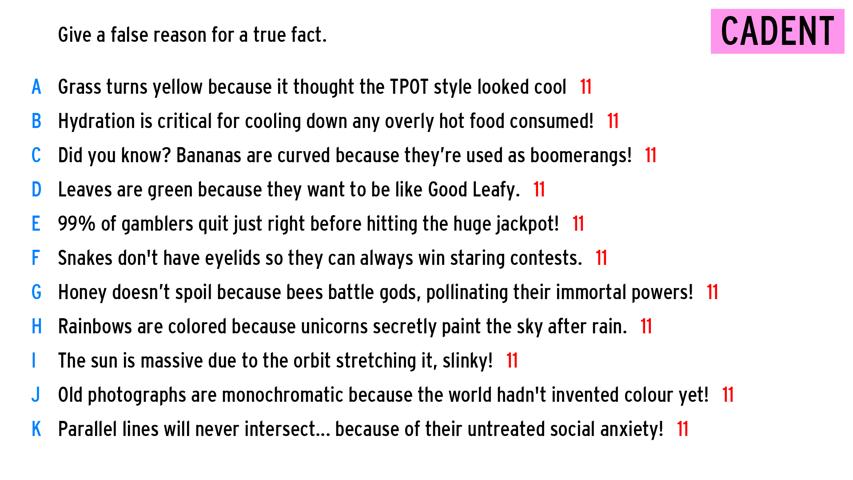 Give a false reason for a true fact.
CADENT
A Grass turns yellow because it thought the TPOT style looked cool 11
B Hydration is critical for cooling down any overly hot food consumed! 11
C Did you know? Bananas are curved because they're used as boomerangs! 11
D Leaves are green because they want to be like Good Leafy. 11
E 99% of gamblers quit just right before hitting the huge jackpot! 11
F Snakes don't have eyelids so they can always win staring contests. 11
G Honey doesn't spoil because bees battle gods, pollinating their immortal powers! 11
H Rainbows are colored because unicorns secretly paint the sky after rain. 11
I The sun is massive due to the orbit stretching it, slinky! 11
J Old photographs are monochromatic because the world hadn't invented colour yet! 11
K Parallel lines will never intersect... because of their untreated social anxiety! 11